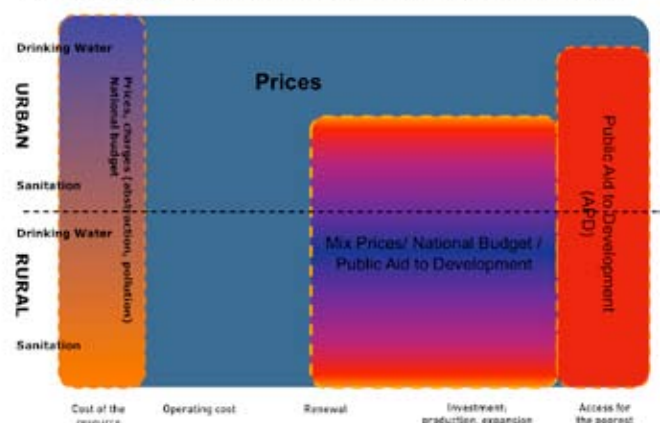 Drinking Water
URBAN
Sanitation
Drinking Water
RURAL
Sanitation
Prices, charges (abstraction, pollution)
National budget
Prices
Mix Prices/ National Budget /
Public Aid to Development
Public Aid to Development
(APD)
Cost of the
Operating cost
Renewal
Investment;
production, expansion
Access for
the poorest